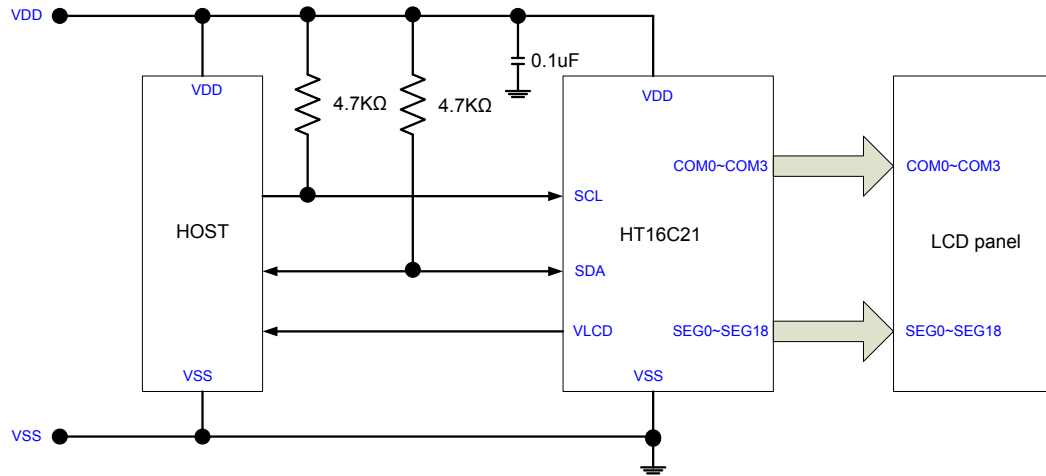 VDD
0.1uF
VDD
VDD
4.7KΩ
4.7KΩ
COM0~COM3
COM0~COM3
SCL
HOST
HT16C21
LCD panel
SDA
VLCD
SEG0~SEG18
SEG0~SEG18
VSS
VSS
VSS